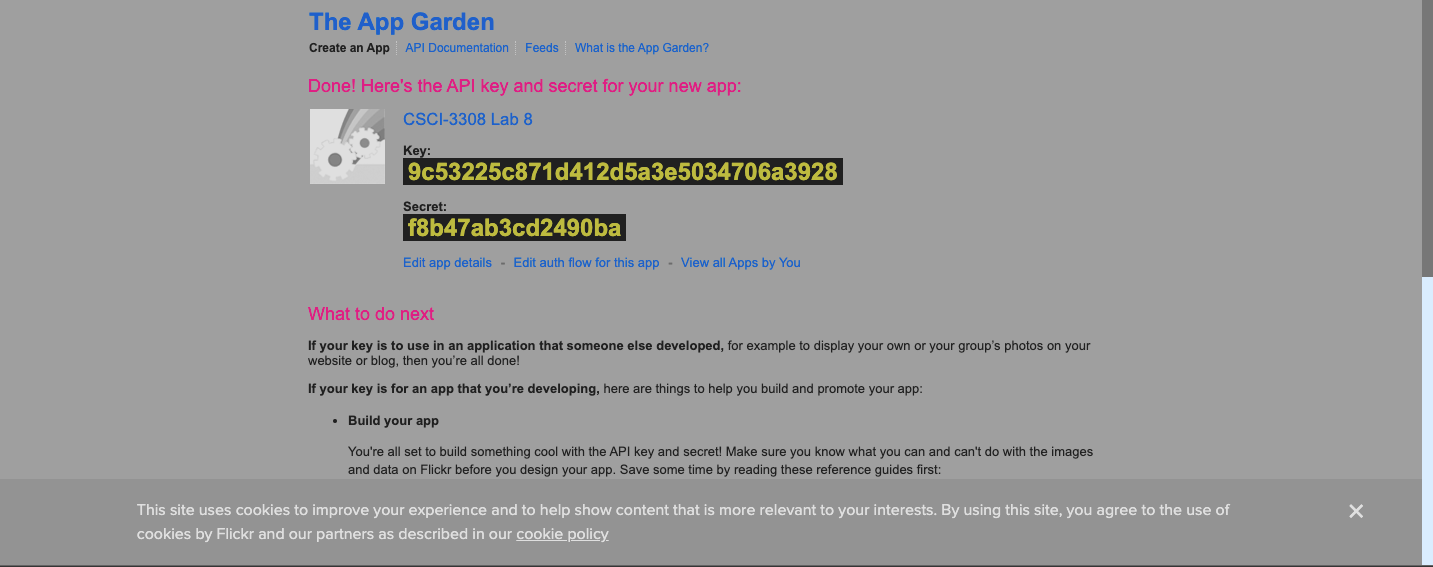 The App Garden
Create an App API Documentation Feeds What is the App Garden?
Done! Here's the API key and secret for your new app:
CSCI-3308 Lab 8
Key:
9c53225c871d412d5a3e5034706a3928
Secret:
f8b47ab3cd2490ba
Edit app details - Edit auth flow for this app - View all Apps by You
What to do next
If your key is to use in an application that someone else developed, for example to display your own or your group's photos on your
website or blog, then you're all done!
If your key is for an app that you're developing, here are things to help you build and promote your app:
• Build your app
You're all set to build something cool with the API key and secret! Make sure you know what you can and can't do with the images
and data on Flickr before you design your app. Save some time by reading these reference guides first:
This site uses cookies to improve your experience and to help show content that is more relevant to your interests. By using this site, you agree to the use of
cookies by Flickr and our partners as described in our cookie policy